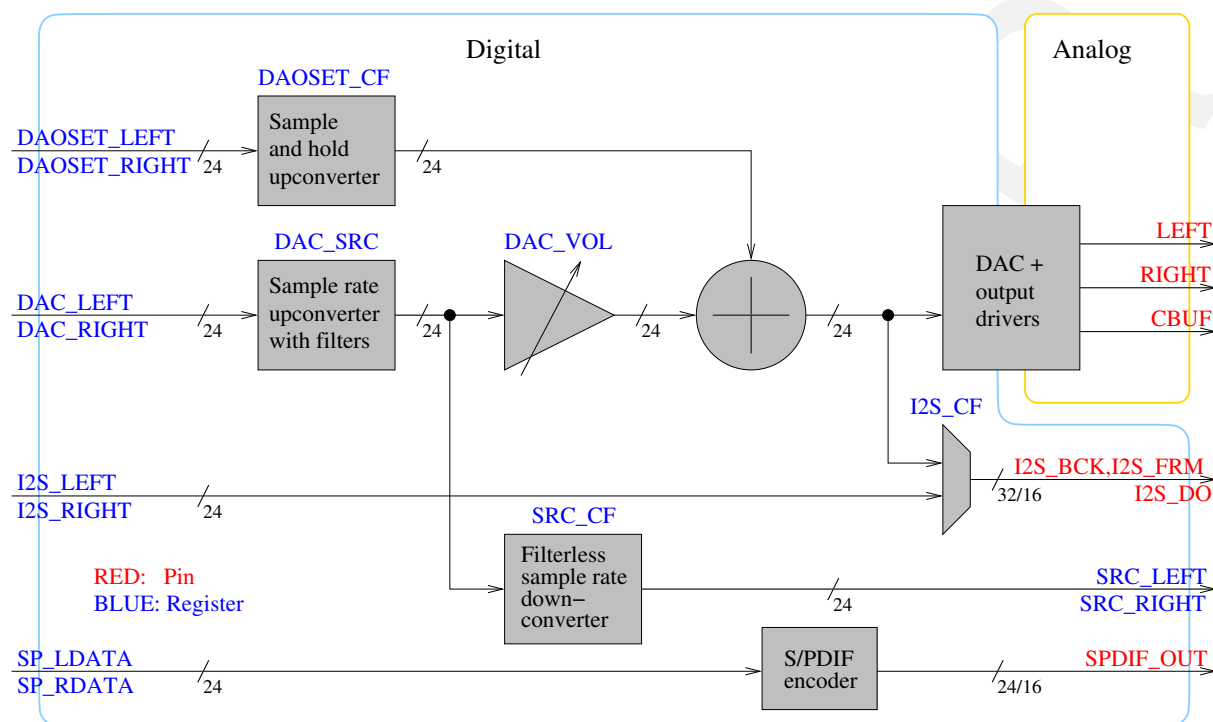 Digital
Analog
DAOSET_CF
DAOSET_LEFT
DAOSET_RIGHT
24
Sample
and hold
upconverter
24
DAC_SRC
DAC_VOL
DAC_LEFT
DAC_RIGHT
24
Sample rate
upconverter
with filters
24
24
24
DAC +
output
drivers
LEFT
RIGHT
CBUF
I2S_CF
I2S_LEFT
I2S_RIGHT
24
I2S_BCK,I2S_FRM
32/16
I2S_DO
SRC_CF
RED: Pin
BLUE: Register
Filterless
sample rate
down−
converter
24
SRC_LEFT
SRC_RIGHT
SP_LDATA
SP_RDATA
24
S/PDIF
encoder
24/16
SPDIF_OUT